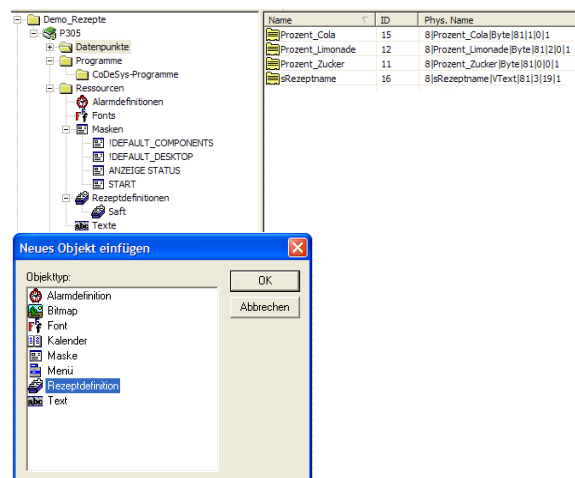 Demo_Rezepte
P305
Datenpunkte
Programme
CoDeSys-Programme
Ressourcen
Alarmdefinitionen
Fonts
Masken
!DEFAULT_COMPONENTS
!DEFAULT_DESKTOP
ANZEIGE STATUS
START
Rezeptdefinitionen
Saft
Texte
Name ID Phys. Name
Prozent_Cola 15 8|Prozent_Cola|Byte|81|1|0|1
Prozent_Limonade 12 8|Prozent_Limonade|Byte|81|2|0|1
Prozent_Zucker 11 8|Prozent_Zucker|Byte|81|0|0|1
sRezeptname 16 8|sRezeptname|VText|81|3|19|1
Neues Objekt einfügen
Objekttyp:
Alarmdefinition
Bitmap
Font
Kalender
Maske
Menü
Rezeptdefinition
Text
OK
Abbrechen